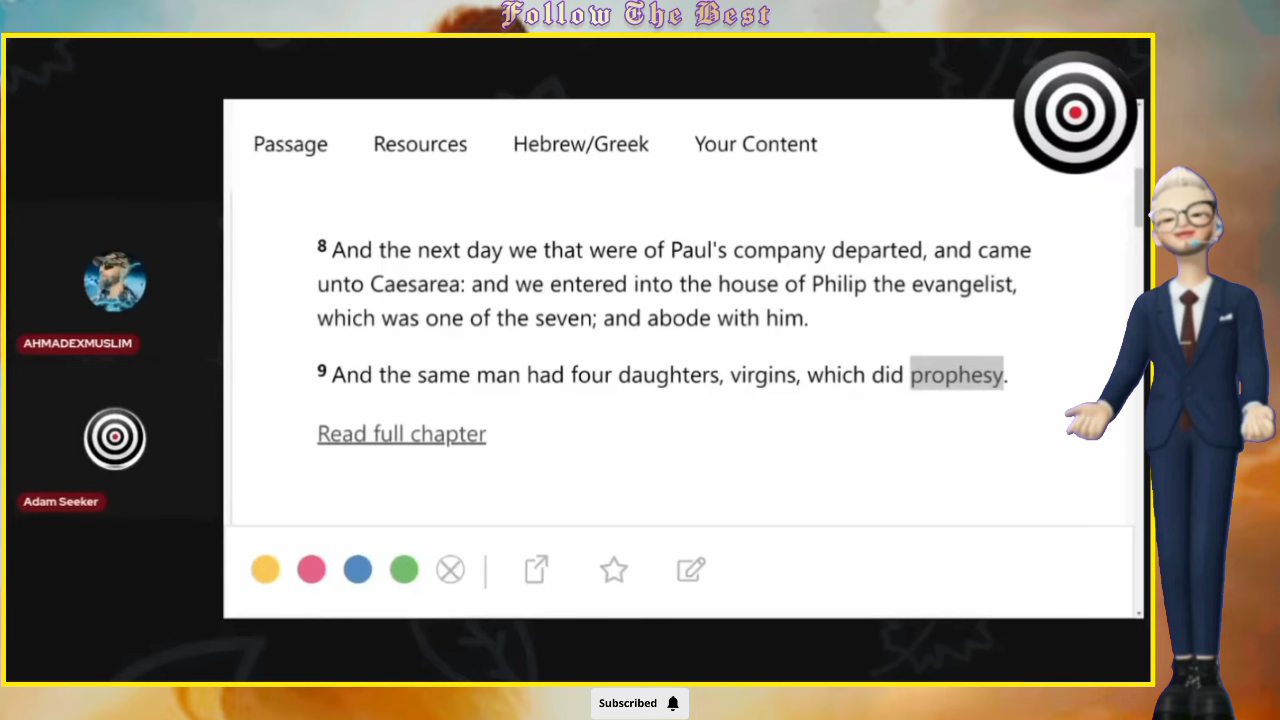 Follow The Best
Passage Resources Hebrew/Greek Your Content
8 And the next day we that were of Paul's company departed, and came
unto Caesarea: and we entered into the house of Philip the evangelist,
which was one of the seven; and abode with him.
AHMADEXMUSLIM
9 And the same man had four daughters, virgins, which did prophesy.
Read full chapter
Adam Seeker
Subscribed